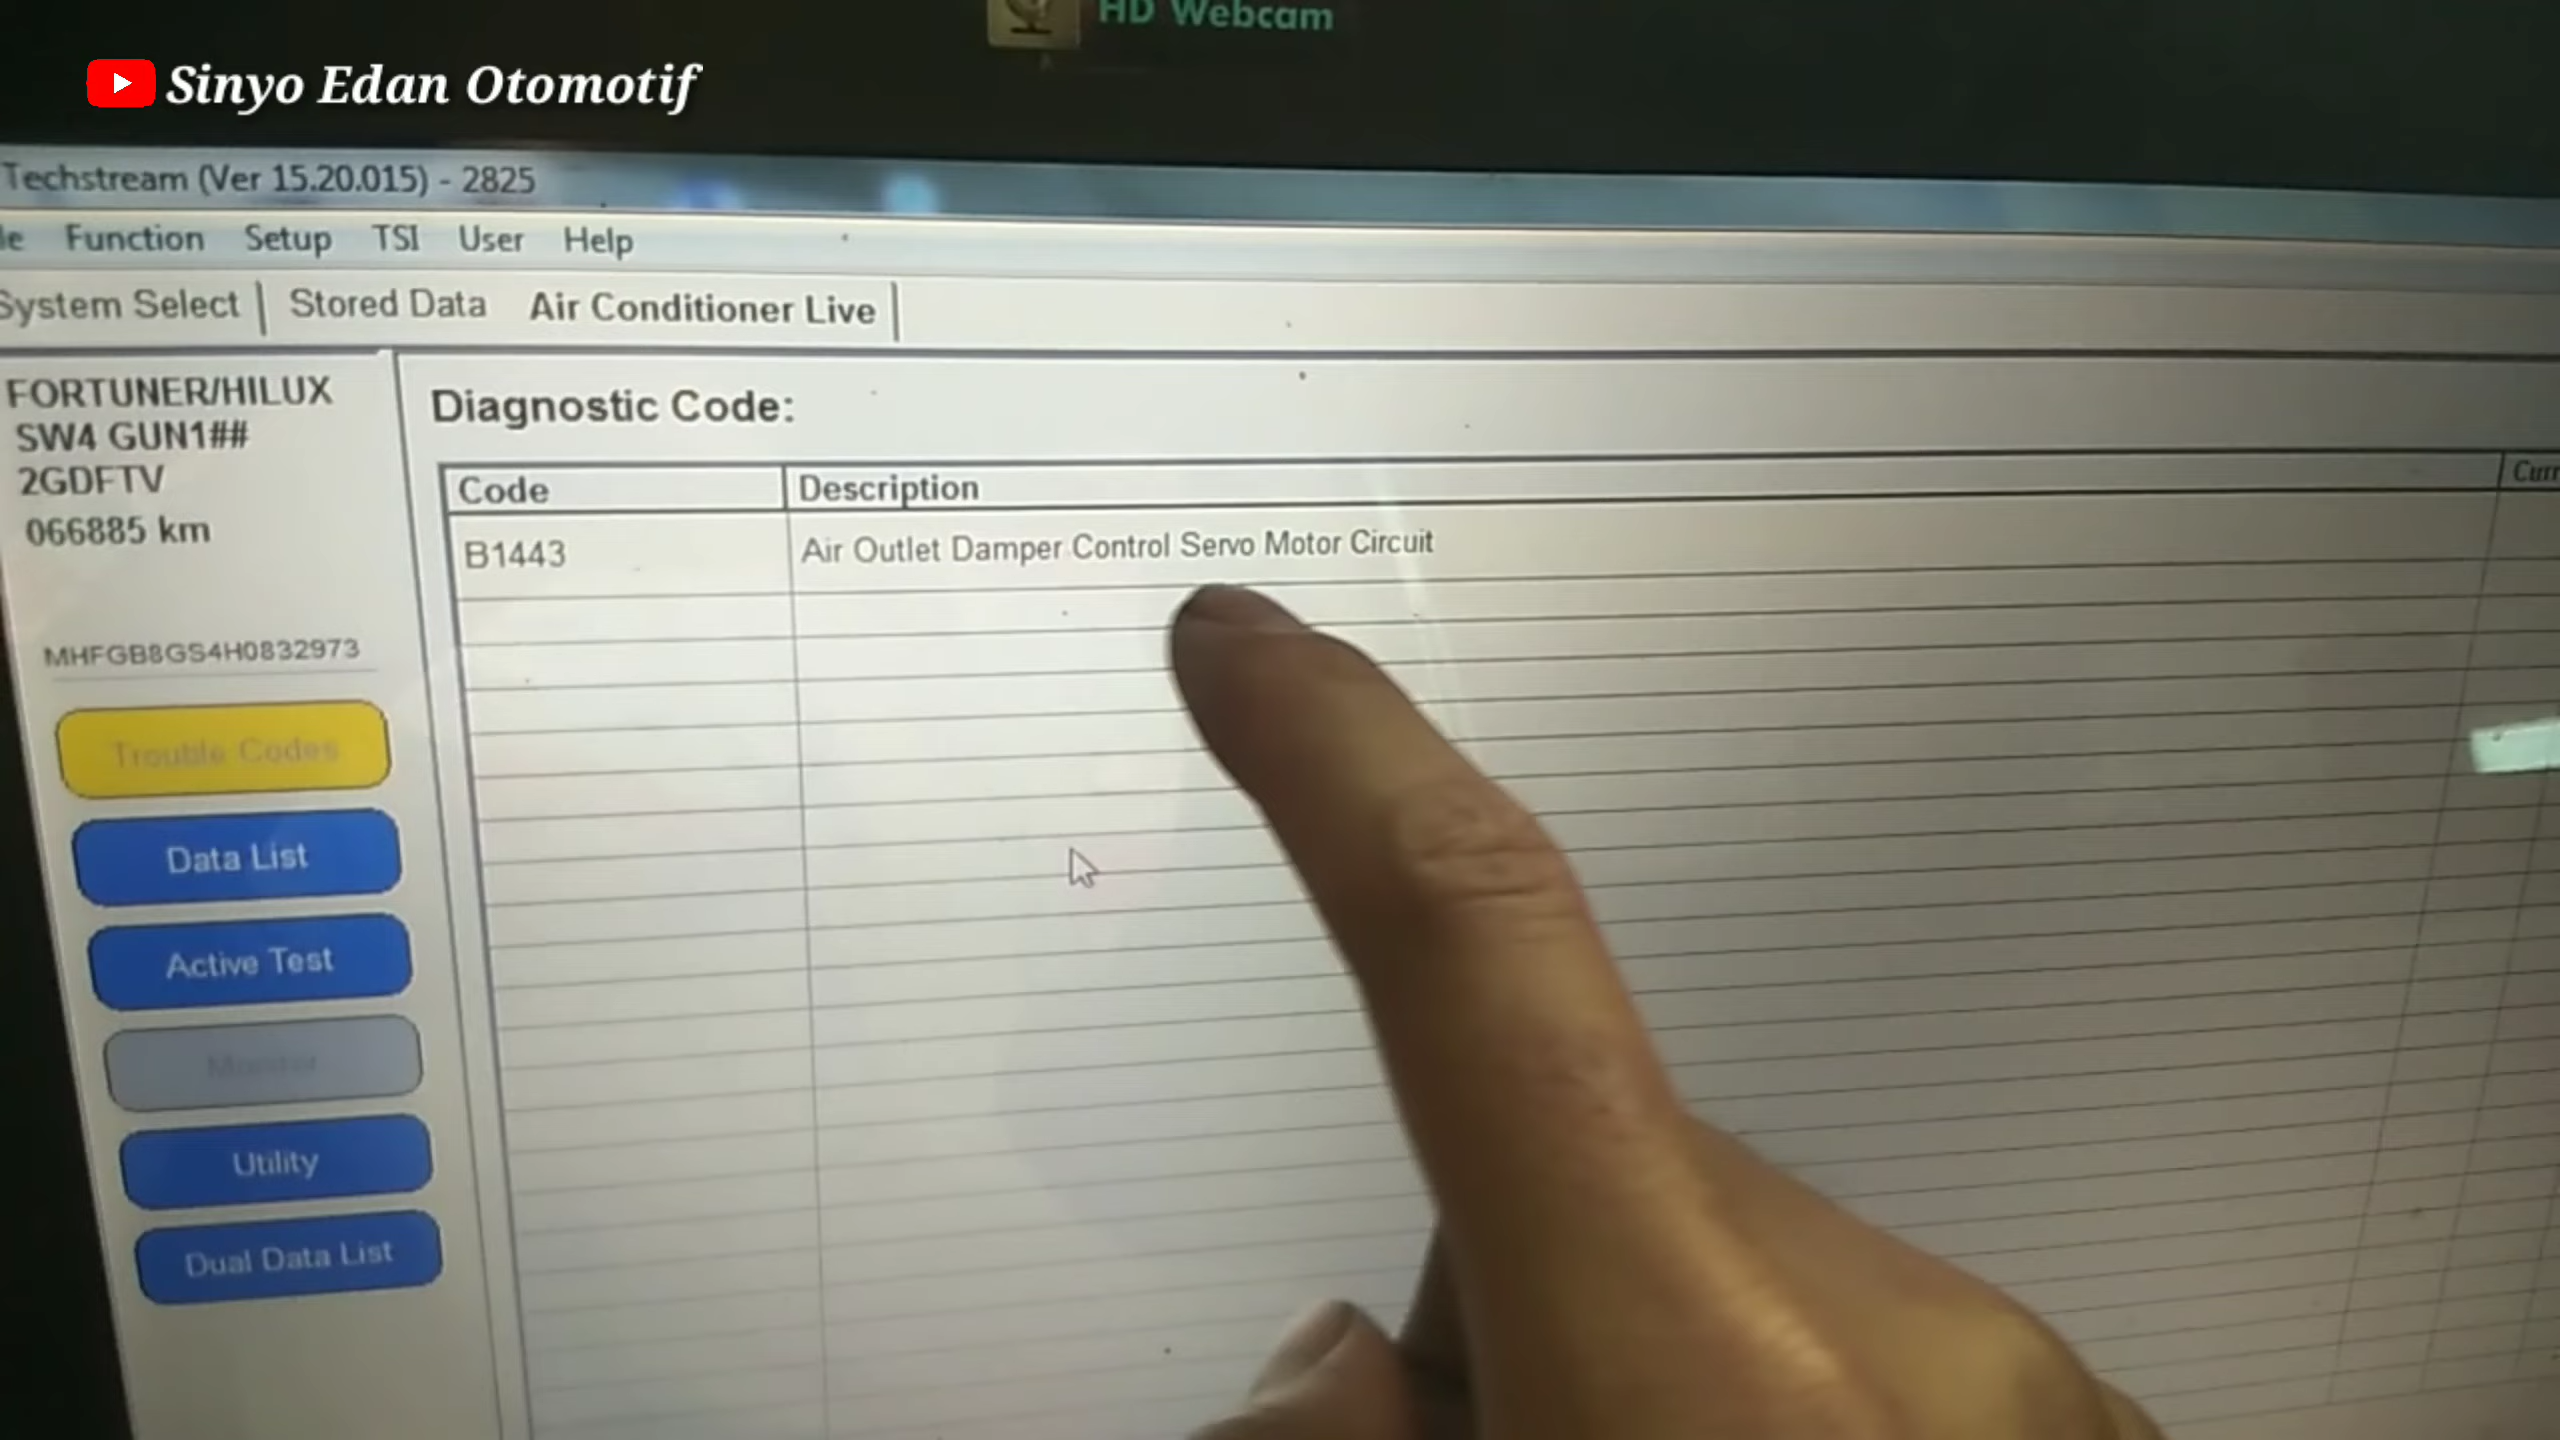 HD Webcam
Sinyo Edan Otomotif
Techstream (Ver 15.20.015) - 2825
le Function Setup TSI User Help
System Select Stored Data Air Conditioner Live
FORTUNER/HILUX
SW4 GUN1##
2GDFTV
066885 km
MHFGB8GS4H0832973
Trouble Codes
Data List
Active Test
Monitor
Utility
Dual Data List
Diagnostic Code:
Code Description Curr
B1443 Air Outlet Damper Control Servo Motor Circuit